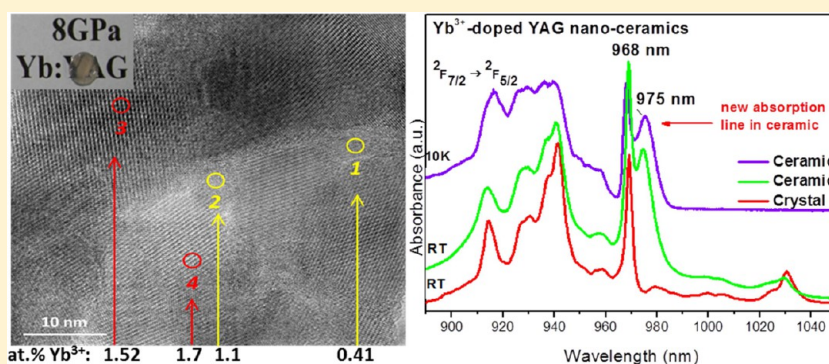 8GPa
Yb:YAG
3
1
2
4
10 nm
at.% Yb³⁺: 1.52 1.7 1.1 0.41
Yb³⁺-doped YAG nano-ceramics
968 nm
²F₇/₂ → ²F₅/₂
975 nm
new absorption
line in ceramic
10K
Ceramic
Ceramic
RT
Crystal
RT
Absorbance (a.u.)
900 920 940 960 980 1000 1020 1040
Wavelength (nm)